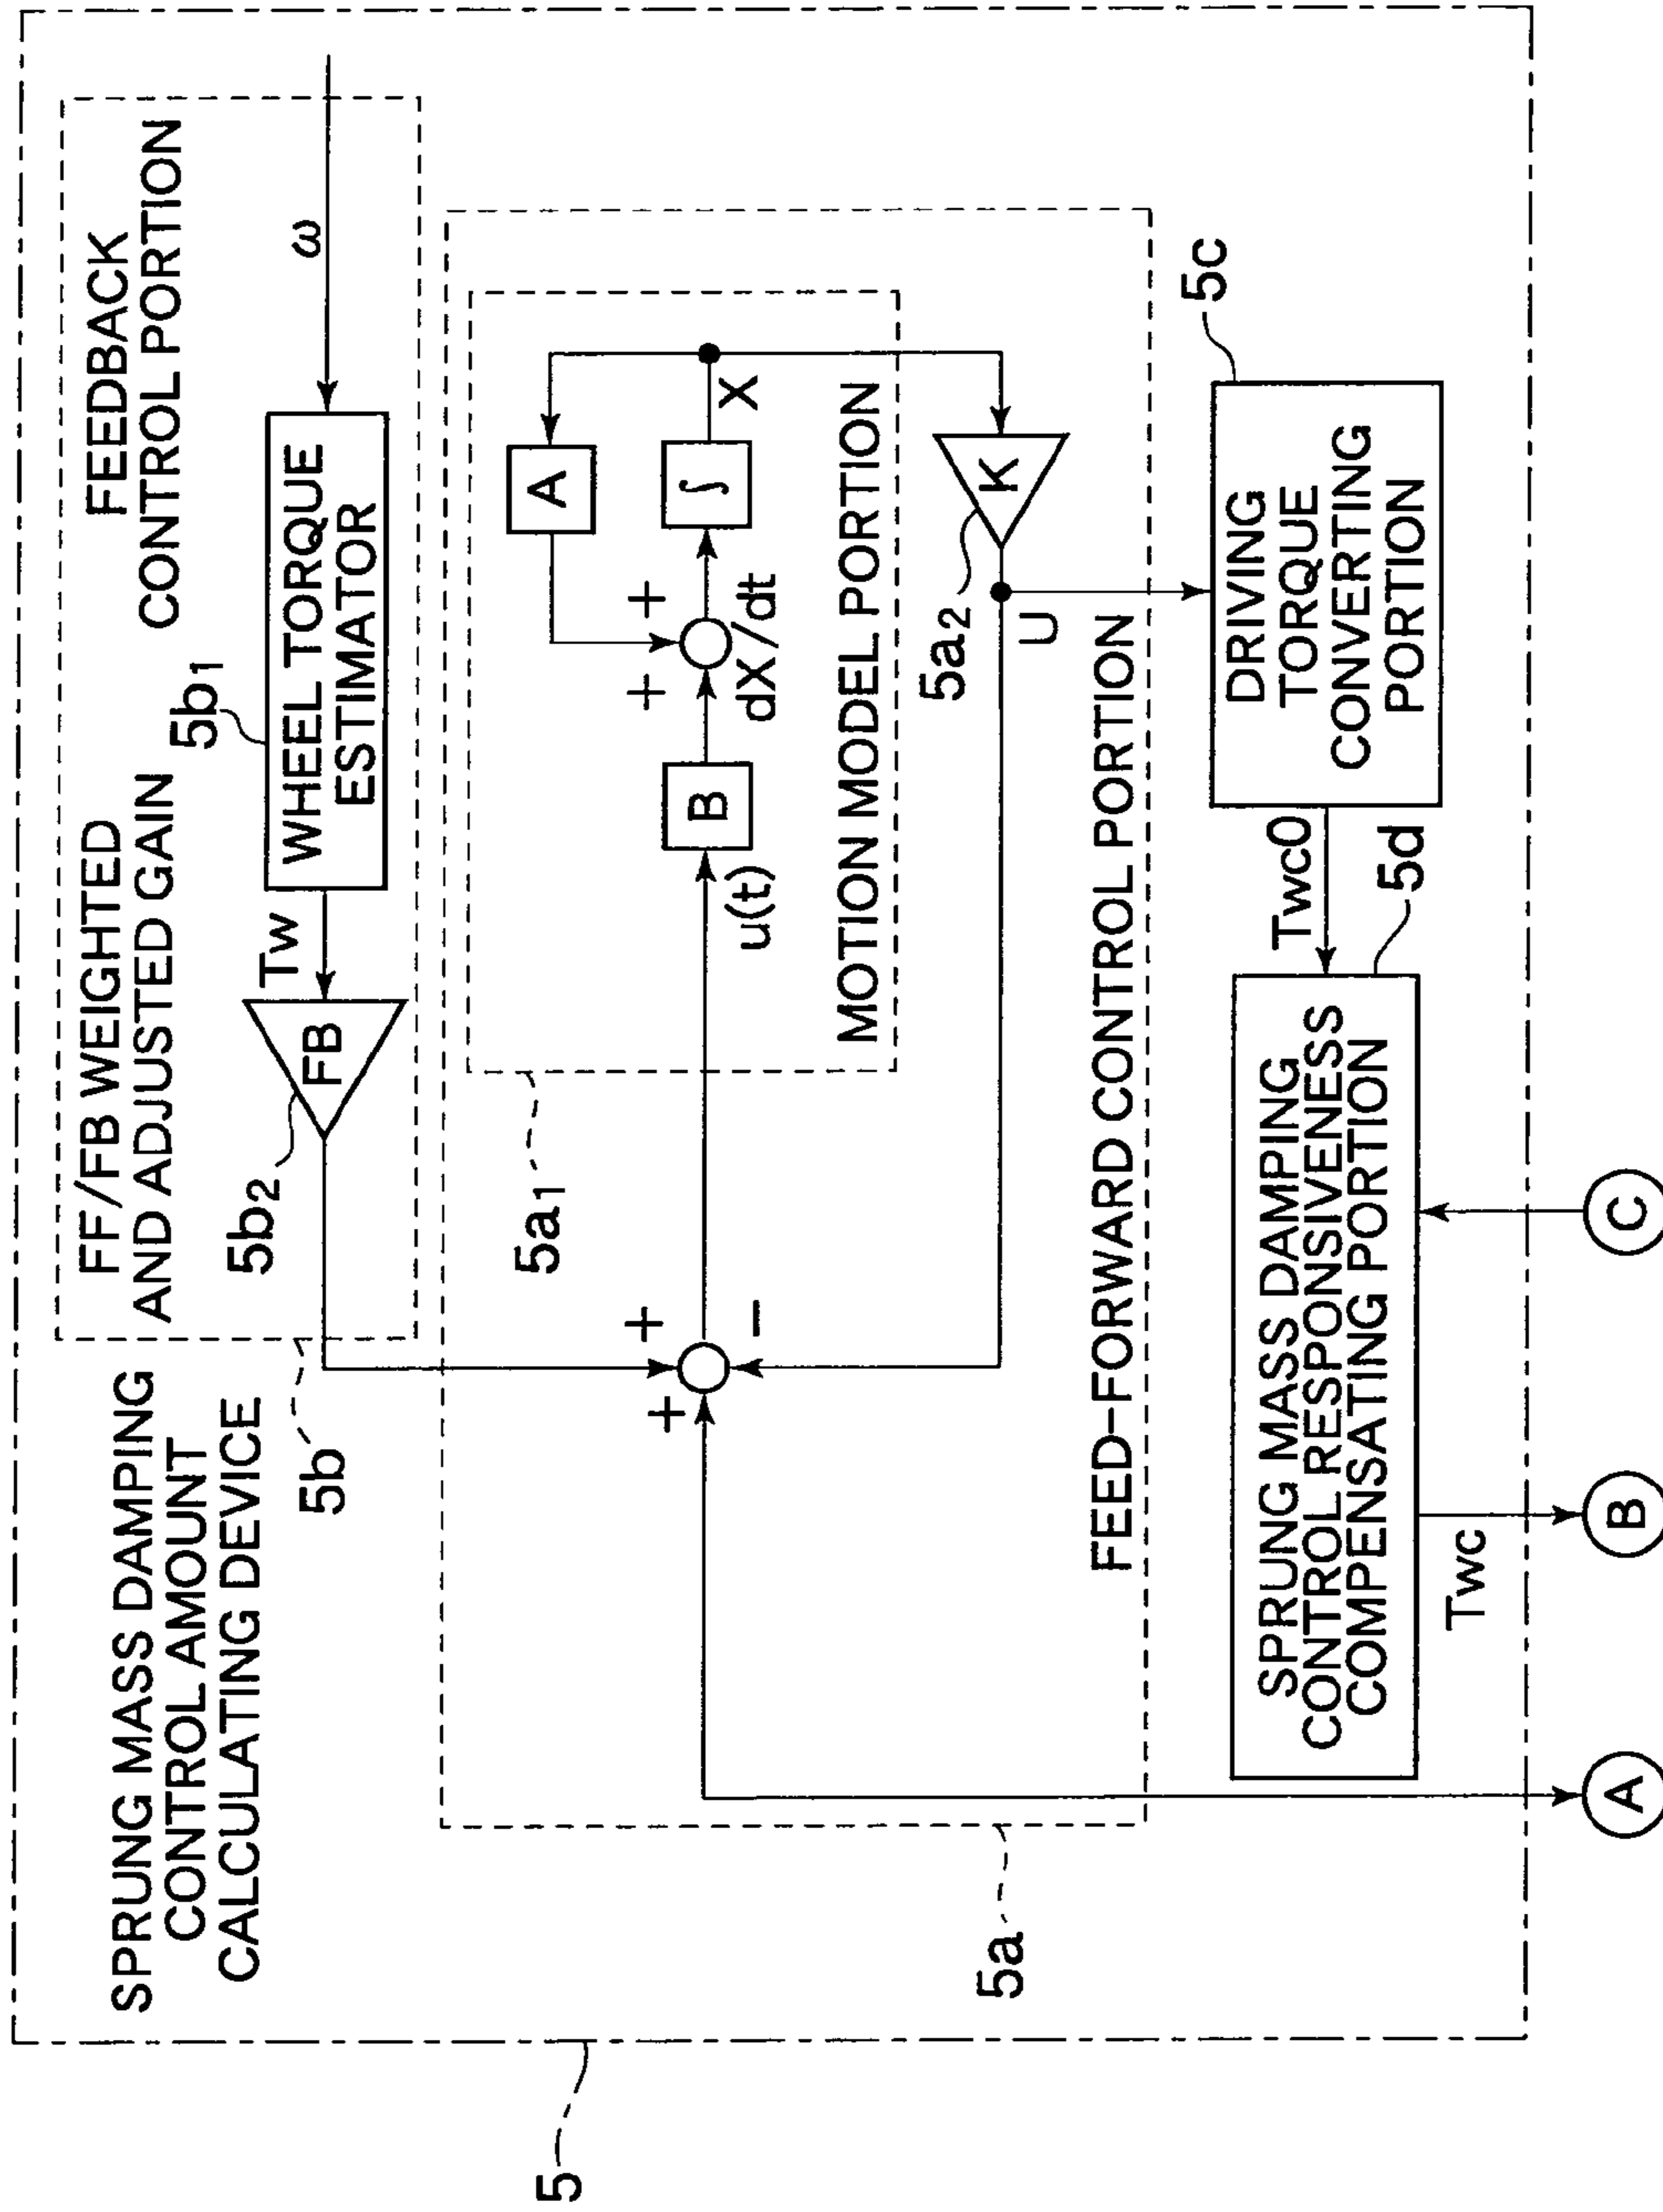 5
SPRUNG MASS DAMPING
CONTROL AMOUNT
CALCULATING DEVICE
5b
FF/FB WEIGHTED
AND ADJUSTED GAIN
5b2
FB
Tw
5b1
WHEEL TORQUE
ESTIMATOR
FEEDBACK
CONTROL PORTION
ω
5a
5a1
+
+
−
u(t)
B
+
+
dX/dt
A
∫
X
MOTION MODEL PORTION
5a2
K
U
FEED-FORWARD CONTROL PORTION
5c
DRIVING
TORQUE
CONVERTING
PORTION
Twc0
5d
SPRUNG MASS DAMPING
CONTROL RESPONSIVENESS
COMPENSATING PORTION
Twc
A
B
C